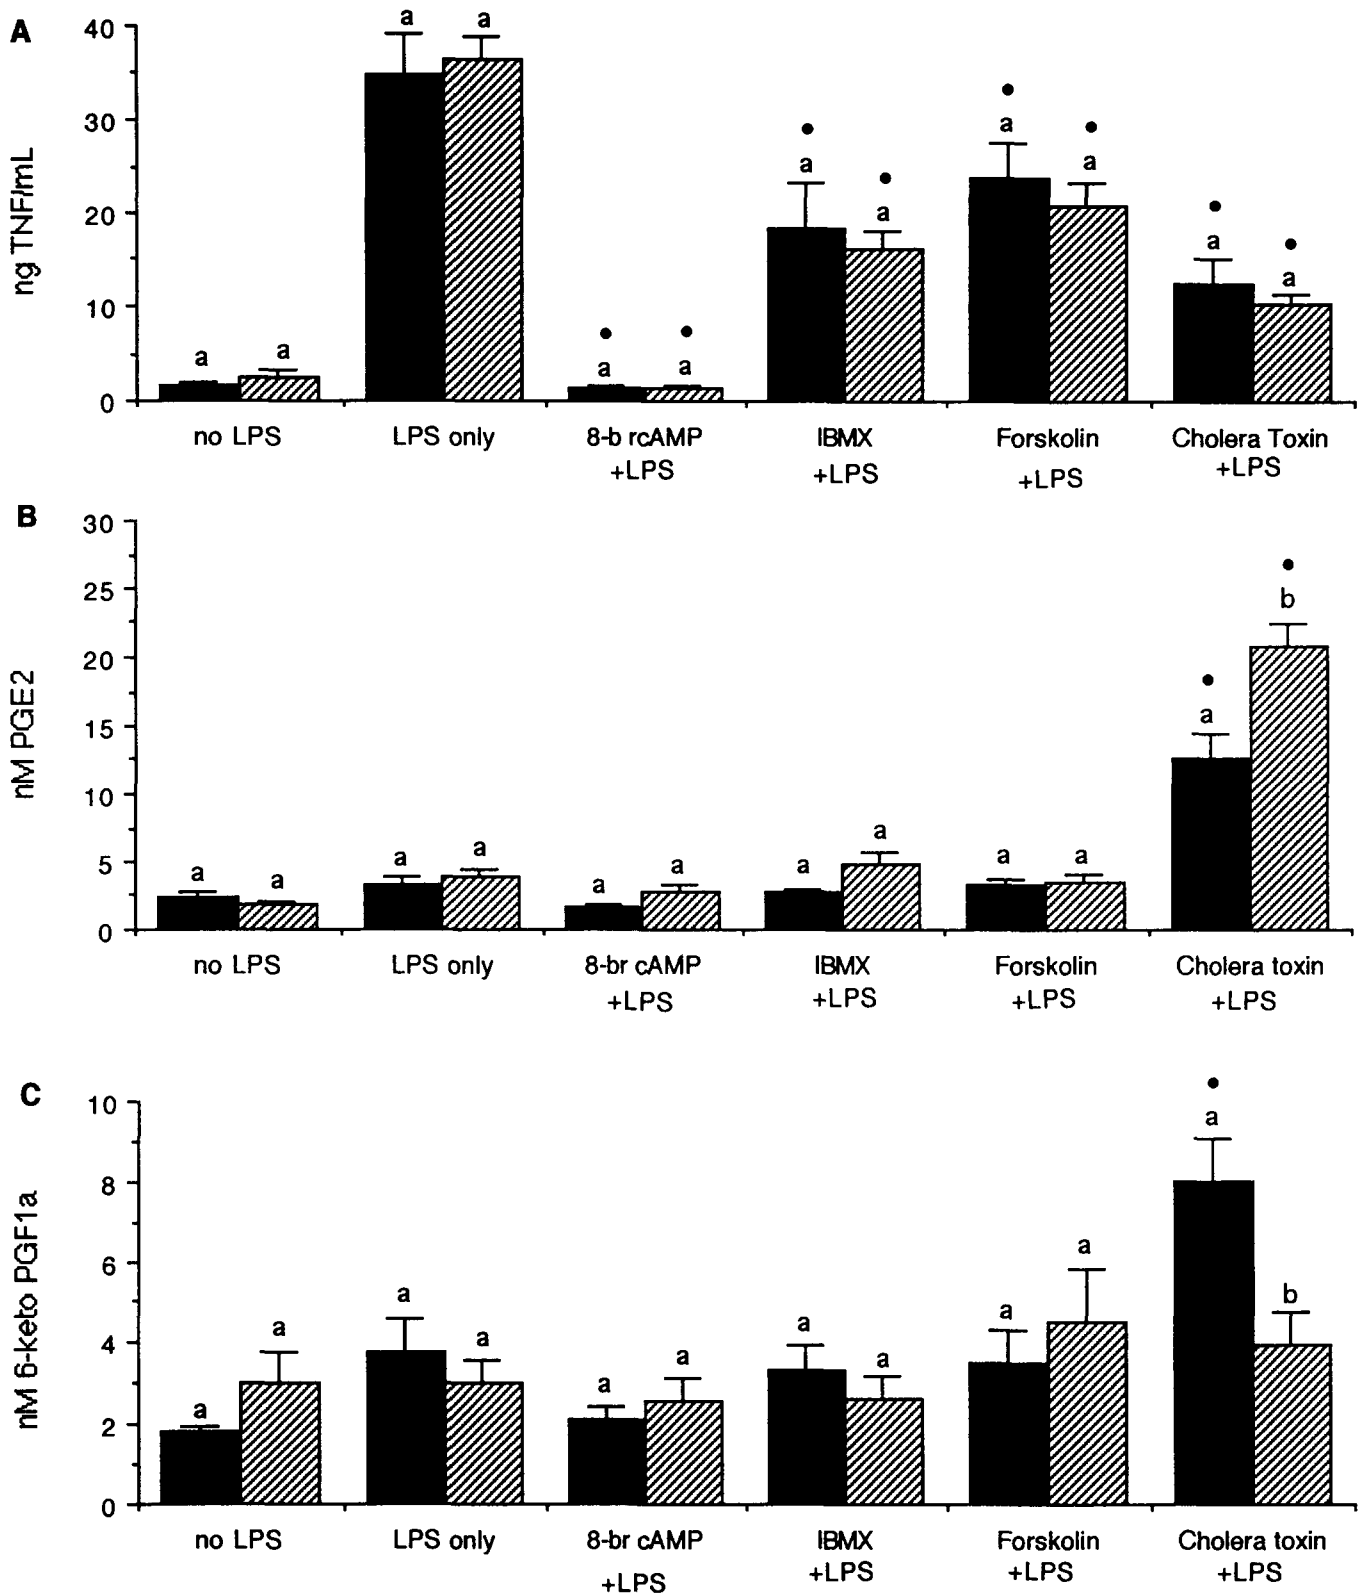 A
40
30
20
10
0
ng TNF/mL
a a
a a
a a
a a
a a
a a
no LPS LPS only 8-b rcAMP IBMX Forskolin Cholera Toxin
+LPS +LPS +LPS +LPS
B
30
25
20
15
10
5
0
nM PGE2
a a
a a
a a
a a
a a
a b
no LPS LPS only 8-br cAMP IBMX Forskolin Cholera toxin
+LPS +LPS +LPS +LPS
C
10
8
6
4
2
0
nM 6-keto PGF1a
a a
a a
a a
a a
a a
a b
no LPS LPS only 8-br cAMP IBMX Forskolin Cholera toxin
+LPS +LPS +LPS +LPS